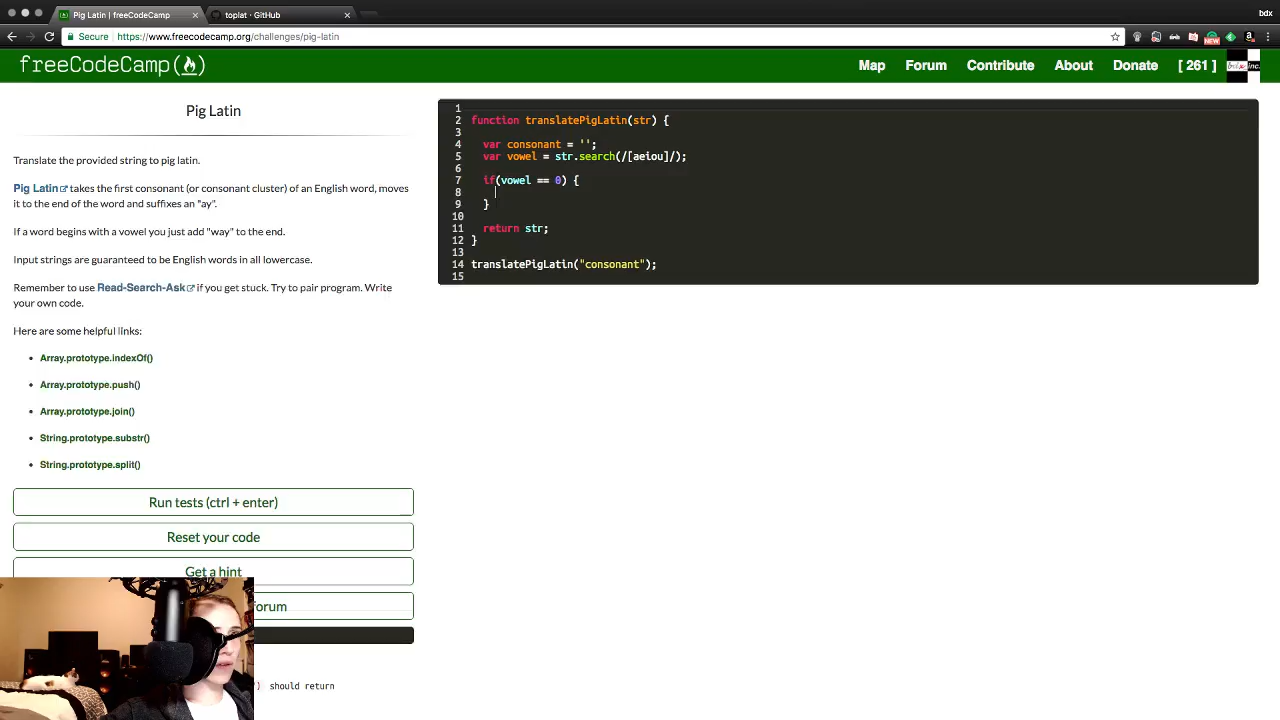 Pig Latin | freeCodeCamp
toplat · GitHub
bdx
Secure
https://www.freecodecamp.org/challenges/pig-latin
NEW
freeCodeCamp
Map
Forum
Contribute
About
Donate
[ 261 ]
Pig Latin
Translate the provided string to pig latin.
Pig Latin takes the first consonant (or consonant cluster) of an English word, moves
it to the end of the word and suffixes an "ay".
If a word begins with a vowel you just add "way" to the end.
Input strings are guaranteed to be English words in all lowercase.
Remember to use Read-Search-Ask if you get stuck. Try to pair program. Write
your own code.
Here are some helpful links:
Array.prototype.indexOf()
Array.prototype.push()
Array.prototype.join()
String.prototype.substr()
String.prototype.split()
Run tests (ctrl + enter)
Reset your code
Get a hint
forum
') should return
1
2 function translatePigLatin(str) {
3
4 var consonant = '';
5 var vowel = str.search(/[aeiou]/);
6
7 if(vowel == 0) {
8
9 }
10
11 return str;
12 }
13
14 translatePigLatin("consonant");
15